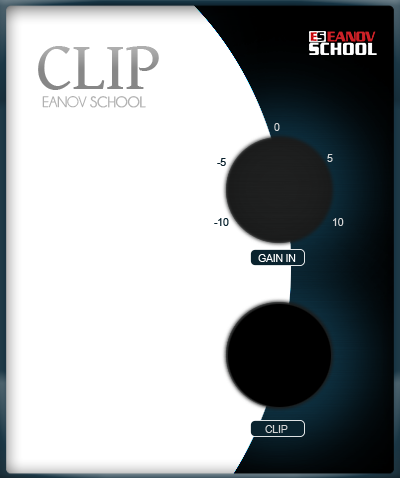 CLIP
EANOV SCHOOL
ES EANOV
SCHOOL
0
-5
5
-10
10
GAIN IN
CLIP